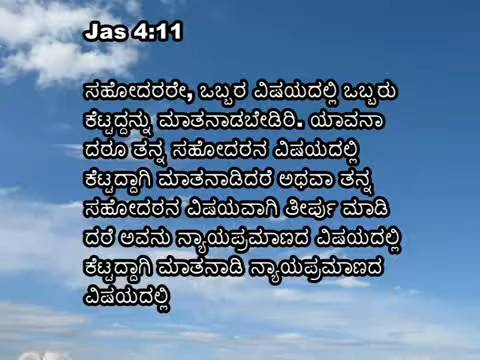 Jas 4:11
ಸಹೋದರರೇ, ಒಬ್ಬರ ವಿಷಯದಲ್ಲಿ ಒಬ್ಬರು
ಕೆಟ್ಟದ್ದನ್ನು ಮಾತನಾಡಬೇಡಿರಿ. ಯಾವನಾ
ದರೂ ತನ್ನ ಸಹೋದರನ ವಿಷಯದಲ್ಲಿ
ಕೆಟ್ಟದ್ದಾಗಿ ಮಾತನಾಡಿದರೆ ಅಥವಾ ತನ್ನ
ಸಹೋದರನ ವಿಷಯವಾಗಿ ತೀರ್ಪು ಮಾಡಿ
ದರೆ ಅವನು ನ್ಯಾಯಪ್ರಮಾಣದ ವಿಷಯದಲ್ಲಿ
ಕೆಟ್ಟದ್ದಾಗಿ ಮಾತನಾಡಿ ನ್ಯಾಯಪ್ರಮಾಣದ
ವಿಷಯದಲ್ಲಿ